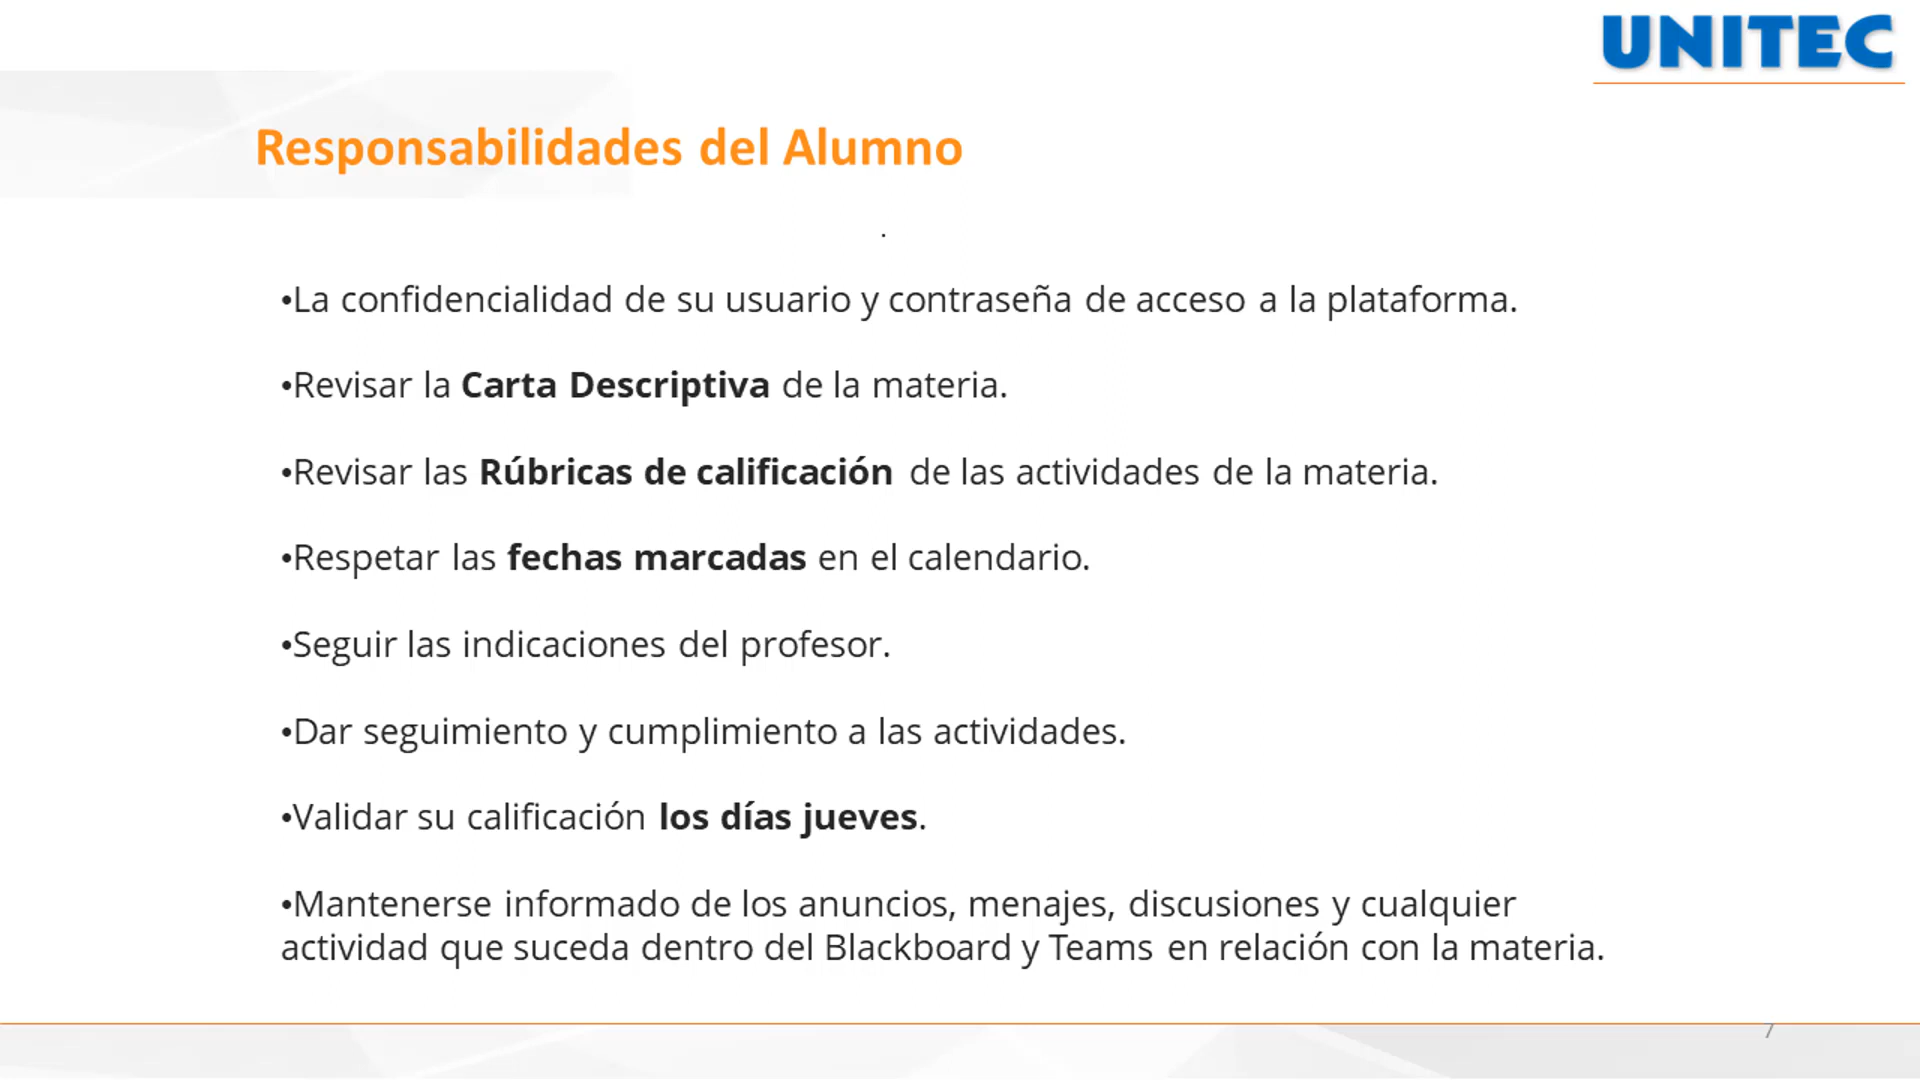 UNITEC
Responsabilidades del Alumno
.
•La confidencialidad de su usuario y contraseña de acceso a la plataforma.
•Revisar la Carta Descriptiva de la materia.
•Revisar las Rúbricas de calificación de las actividades de la materia.
•Respetar las fechas marcadas en el calendario.
•Seguir las indicaciones del profesor.
•Dar seguimiento y cumplimiento a las actividades.
•Validar su calificación los días jueves.
•Mantenerse informado de los anuncios, menajes, discusiones y cualquier
actividad que suceda dentro del Blackboard y Teams en relación con la materia.
7